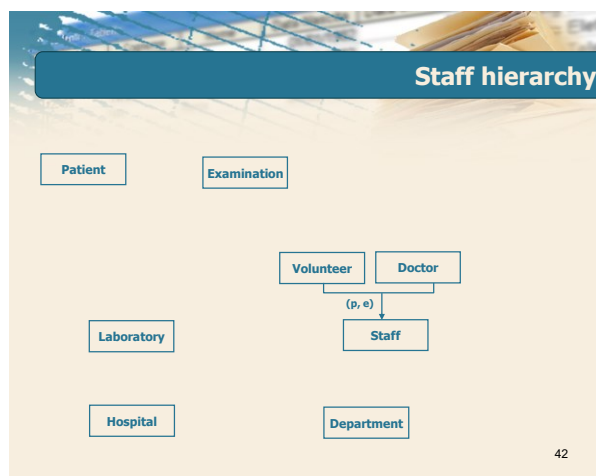 Staff hierarchy
Patient
Examination
Volunteer
Doctor
(p, e)
Laboratory
Staff
Hospital
Department
42